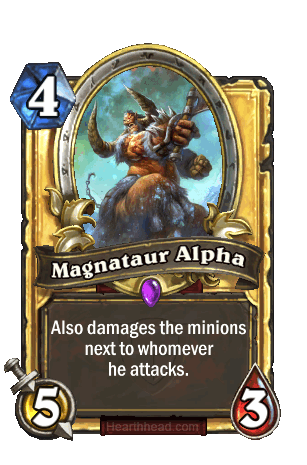 4
Magnataur Alpha
Also damages the minions
next to whomever
he attacks.
5
3
Hearthhead.com